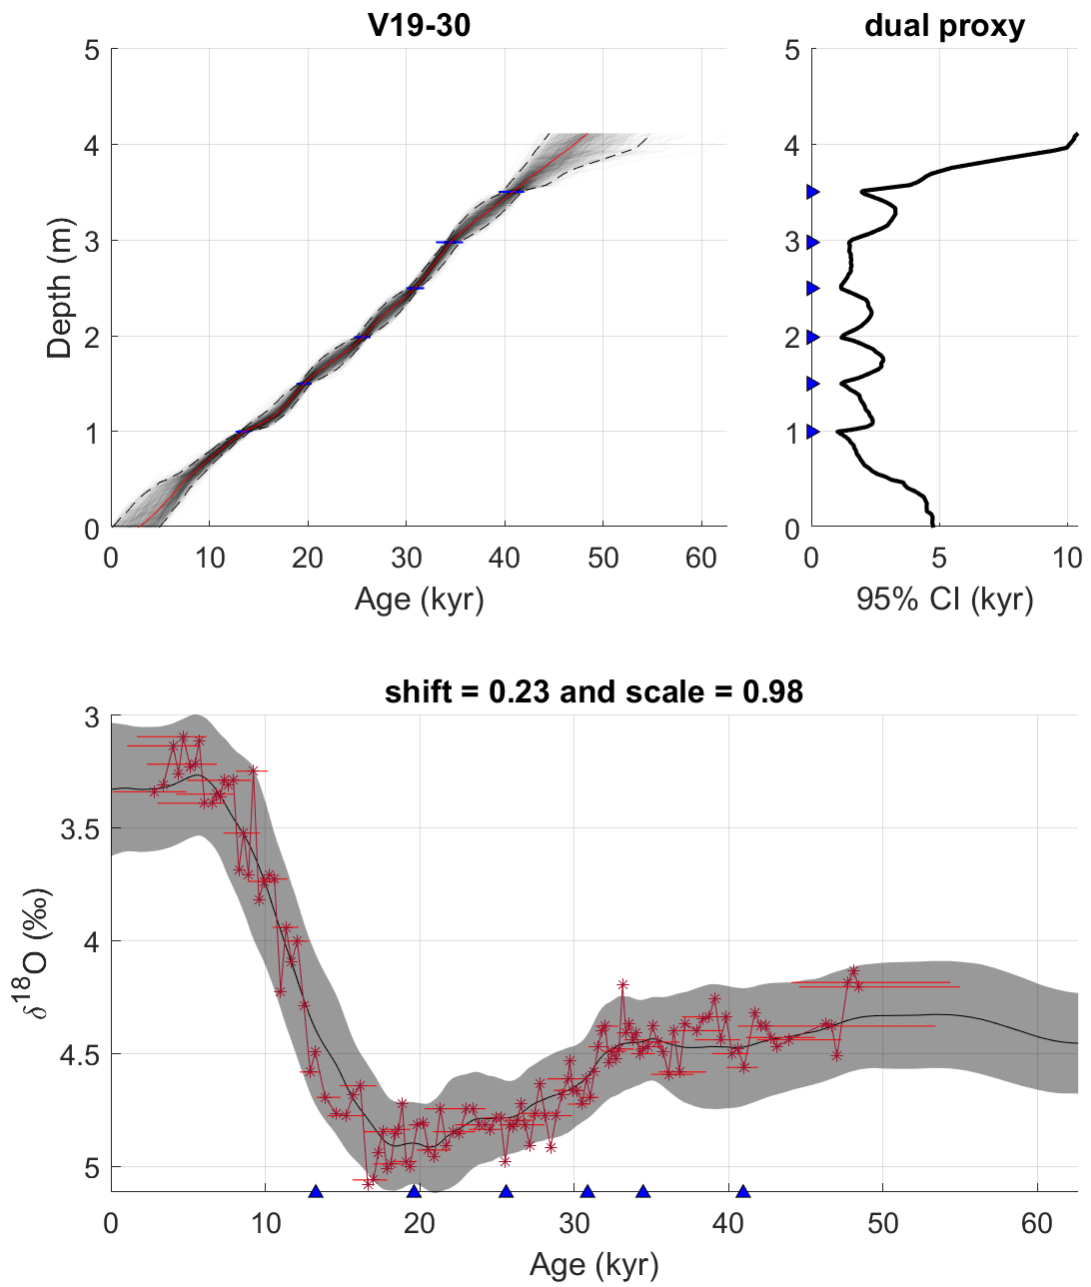 V19-30
dual proxy
5
4
3
2
1
0
Depth (m)
0 10 20 30 40 50 60
Age (kyr)
5
4
3
2
1
0
0 5 10
95% CI (kyr)
shift = 0.23 and scale = 0.98
3
3.5
4
4.5
5
δ¹⁸O (‰)
0 10 20 30 40 50 60
Age (kyr)